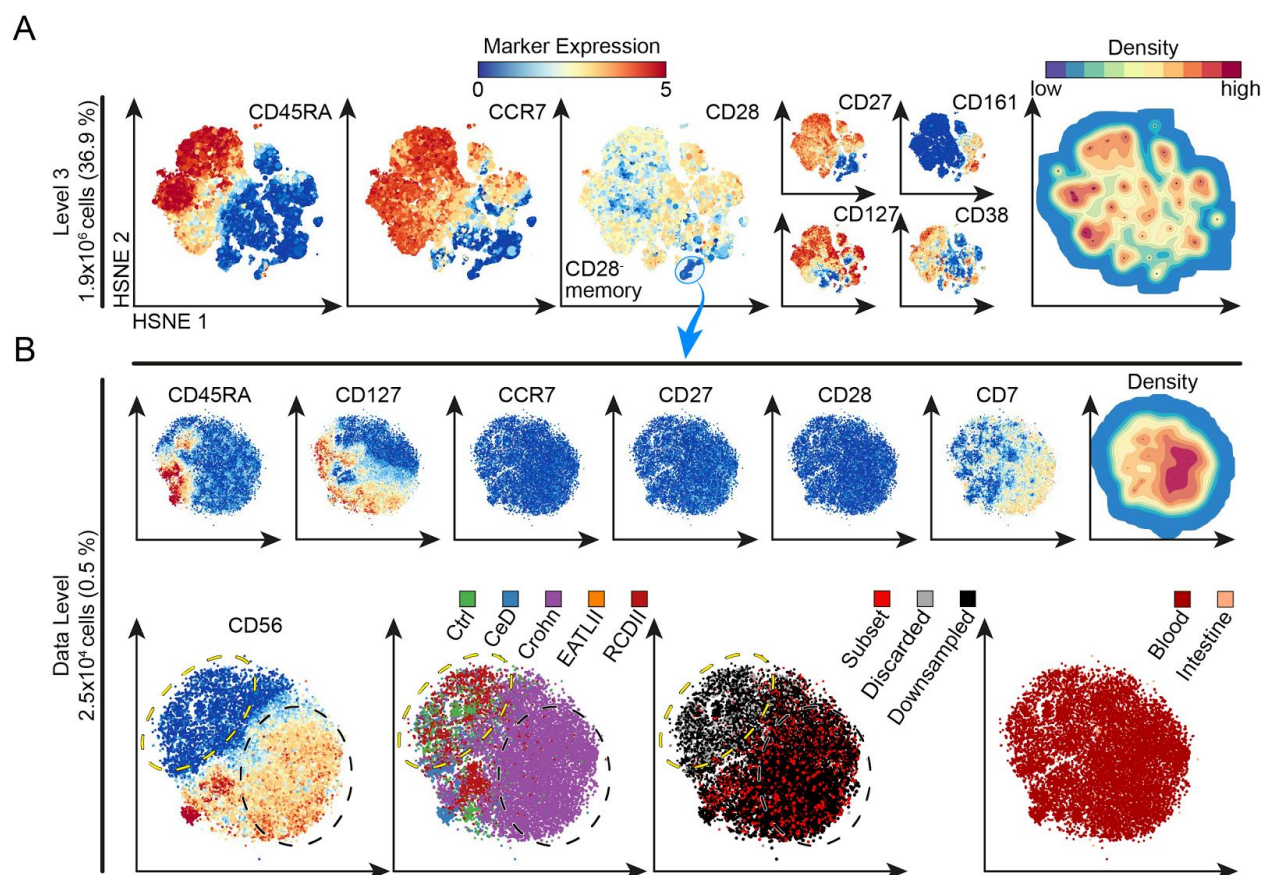 A
Marker Expression
0
5
Density
low
high
Level 3
1.9x10⁶ cells (36.9 %)
CD45RA
CCR7
CD28
CD27
CD161
CD127
CD38
CD28⁻
memory
HSNE 2
HSNE 1
B
Data Level
2.5x10⁴ cells (0.5 %)
CD45RA
CD127
CCR7
CD27
CD28
CD7
Density
CD56
Ctrl
CeD
Crohn
EATLII
RCDII
Subset
Discarded
Downsampled
Blood
Intestine